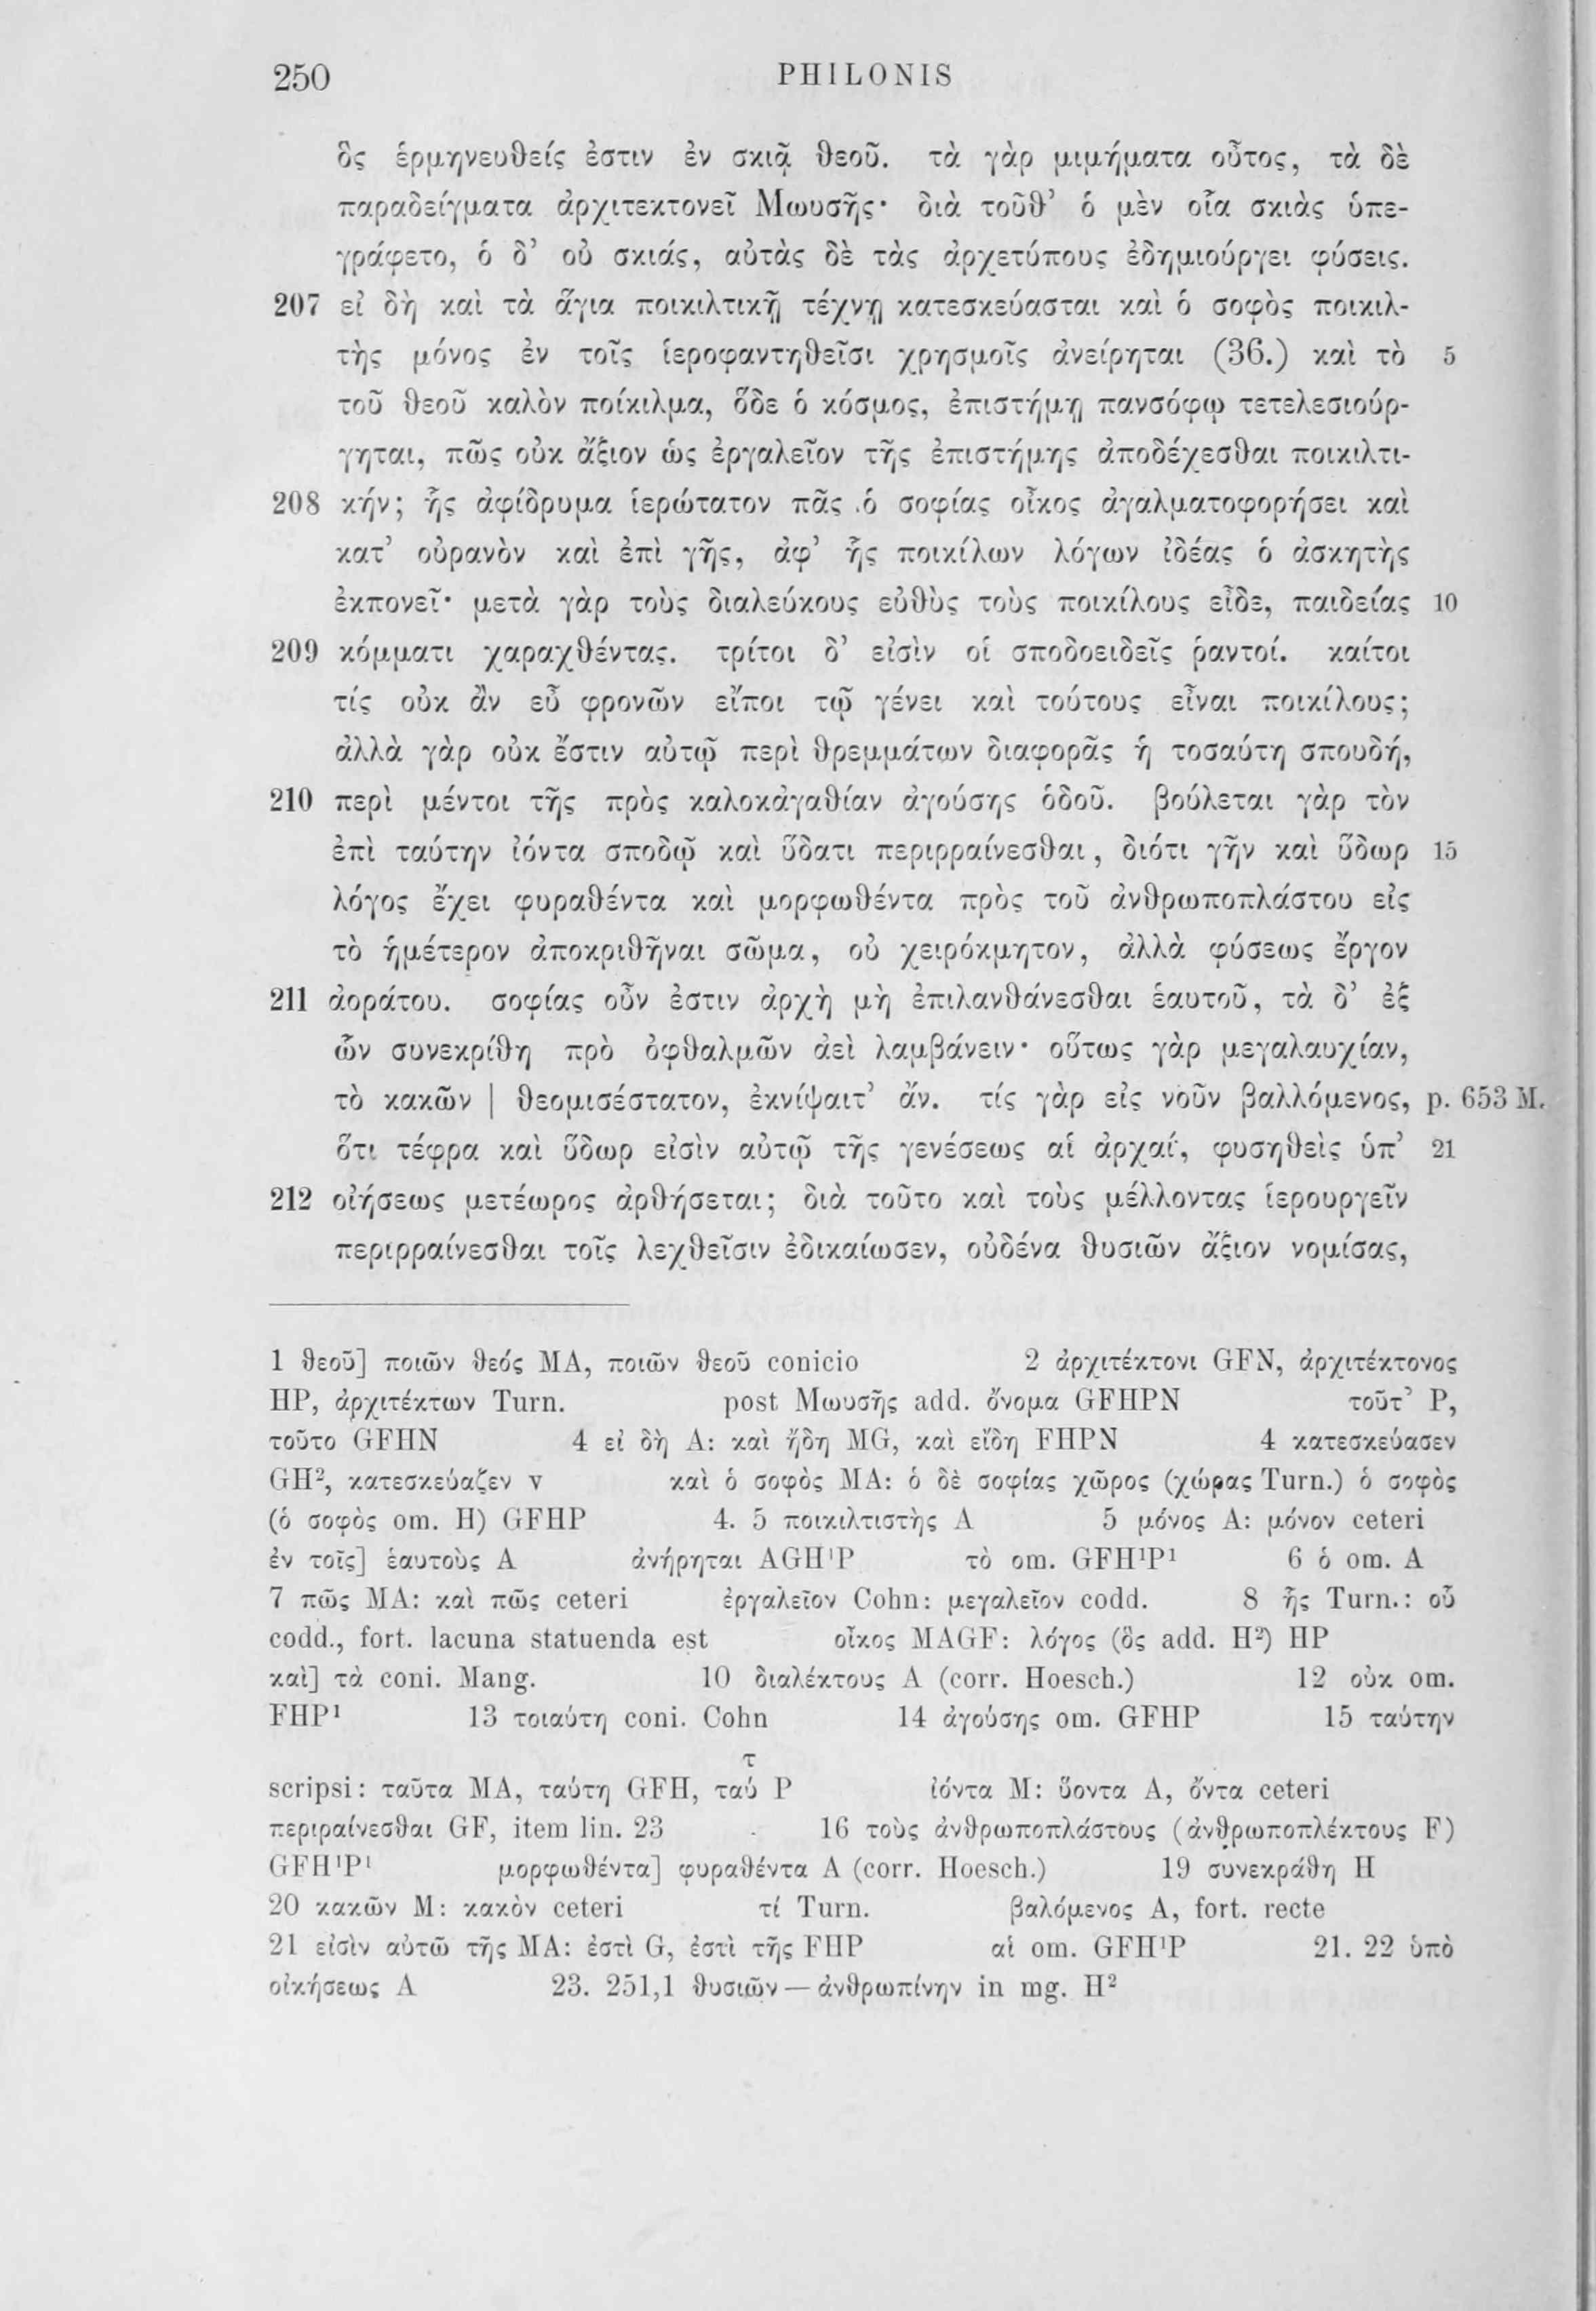 250 PHILONIS
ὃς ἑρμηνευθείς ἐστιν ἐν σκιᾷ θεοῦ. τὰ γὰρ μιμήματα οὗτος, τὰ δὲ
παραδείγματα ἀρχιτεκτονεῖ Μωυσῆς· διὰ τοῦθ’ ὁ μὲν οἷα σκιὰς ὑπε-
γράφετο, ὁ δ’ οὐ σκιάς, αὐτὰς δὲ τὰς ἀρχετύπους ἐδημιούργει φύσεις.
207 εἰ δὴ καὶ τὰ ἅγια ποικιλτικῇ τέχνῃ κατεσκεύασται καὶ ὁ σοφὸς ποικιλ-
τὴς μόνος ἐν τοῖς ἱεροφαντηθεῖσι χρησμοῖς ἀνείρηται (36.) καὶ τὸ 5
τοῦ θεοῦ καλὸν ποίκιλμα, ὅδε ὁ κόσμος, ἐπιστήμῃ πανσόφῳ τετελεσιούρ-
γηται, πῶς οὐκ ἄξιον ὡς ἐργαλεῖον τῆς ἐπιστήμης ἀποδέχεσθαι ποικιλτι-
208 κήν; ἧς ἀφίδρυμα ἱερώτατον πᾶς ὁ σοφίας οἶκος ἀγαλματοφορήσει καὶ
κατ’ οὐρανὸν καὶ ἐπὶ γῆς, ἀφ’ ἧς ποικίλων λόγων ἰδέας ὁ ἀσκητὴς
ἐκπονεῖ· μετὰ γὰρ τοὺς διαλεύκους εὐθὺς τοὺς ποικίλους εἶδε, παιδείας 10
209 κόμματι χαραχθέντας. τρίτοι δ’ εἰσὶν οἱ σποδοειδεῖς ῥαντοί. καίτοι
τίς οὐκ ἂν εὖ φρονῶν εἴποι τῷ γένει καὶ τούτους εἶναι ποικίλους;
ἀλλὰ γὰρ οὐκ ἔστιν αὐτῷ περὶ θρεμμάτων διαφορᾶς ἡ τοσαύτη σπουδή,
210 περὶ μέντοι τῆς πρὸς καλοκἀγαθίαν ἀγούσης ὁδοῦ. βούλεται γὰρ τὸν
ἐπὶ ταύτην ἰόντα σποδῷ καὶ ὕδατι περιρραίνεσθαι, διότι γῆν καὶ ὕδωρ 15
λόγος ἔχει φυραθέντα καὶ μορφωθέντα πρὸς τοῦ ἀνθρωποπλάστου εἰς
τὸ ἡμέτερον ἀποκριθῆναι σῶμα, οὐ χειρόκμητον, ἀλλὰ φύσεως ἔργον
211 ἀοράτου. σοφίας οὖν ἐστιν ἀρχὴ μὴ ἐπιλανθάνεσθαι ἑαυτοῦ, τὰ δ’ ἐξ
ὧν συνεκρίθη πρὸ ὀφθαλμῶν ἀεὶ λαμβάνειν· οὕτως γὰρ μεγαλαυχίαν,
τὸ κακῶν | θεομισέστατον, ἐκνίψαιτ’ ἄν. τίς γὰρ εἰς νοῦν βαλλόμενος, p. 653 M.
ὅτι τέφρα καὶ ὕδωρ εἰσὶν αὐτῷ τῆς γενέσεως αἱ ἀρχαί, φυσηθεὶς ὑπ’ 21
212 οἰήσεως μετέωρος ἀρθήσεται; διὰ τοῦτο καὶ τοὺς μέλλοντας ἱερουργεῖν
περιρραίνεσθαι τοῖς λεχθεῖσιν ἐδικαίωσεν, οὐδένα θυσιῶν ἄξιον νομίσας,
1 θεοῦ] ποιῶν θεός MA, ποιῶν θεοῦ conicio 2 ἀρχιτέκτονι GFN, ἀρχιτέκτονος
HP, ἀρχιτέκτων Turn. post Μωυσῆς add. ὄνομα GFHPN τοῦτ’ P,
τοῦτο GFHN 4 εἰ δὴ A: καὶ ἤδη MG, καὶ εἴδη FHPN 4 κατεσκεύασεν
GH², κατεσκεύαζεν v καὶ ὁ σοφὸς MA: ὁ δὲ σοφίας χῶρος (χώρας Turn.) ὁ σοφὸς
(ὁ σοφὸς om. H) GFHP 4. 5 ποικιλτιστὴς A 5 μόνος A: μόνον ceteri
ἐν τοῖς] ἑαυτοὺς A ἀνήρηται AGH¹P τὸ om. GFH¹P¹ 6 ὁ om. A
7 πῶς MA: καὶ πῶς ceteri ἐργαλεῖον Cohn: μεγαλεῖον codd. 8 ἧς Turn.: οὗ
codd., fort. lacuna statuenda est οἶκος MAGF: λόγος (ὃς add. H²) HP
καὶ] τὰ coni. Mang. 10 διαλέκτους A (corr. Hoesch.) 12 οὐκ om.
FHP¹ 13 τοιαύτη coni. Cohn 14 ἀγούσης om. GFHP 15 ταύτην
τ
scripsi: ταῦτα MA, ταύτη GFH, ταύ P ἰόντα M: ὕοντα A, ὄντα ceteri
περιραίνεσθαι GF, item lin. 23 16 τοὺς ἀνθρωποπλάστους (ἀνθρωποπλέκτους F)
GFH¹P¹ μορφωθέντα] φυραθέντα A (corr. Hoesch.) 19 συνεκράθη H
20 κακῶν M: κακὸν ceteri τί Turn. βαλόμενος A, fort. recte
21 εἰσὶν αὐτῶ τῆς MA: ἐστὶ G, ἐστὶ τῆς FHP αἱ om. GFH¹P 21. 22 ὑπὸ
οἰκήσεως A 23. 251,1 θυσιῶν — ἀνθρωπίνην in mg. H²